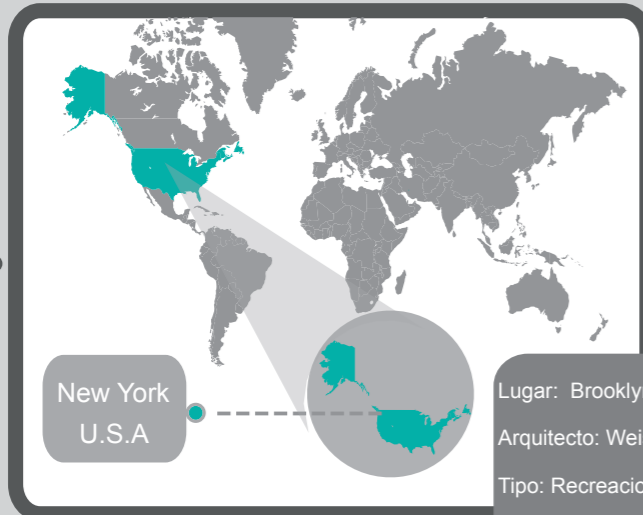 New York
U.S.A
Lugar: Brookly
Arquitecto: Wei
Tipo: Recreacio